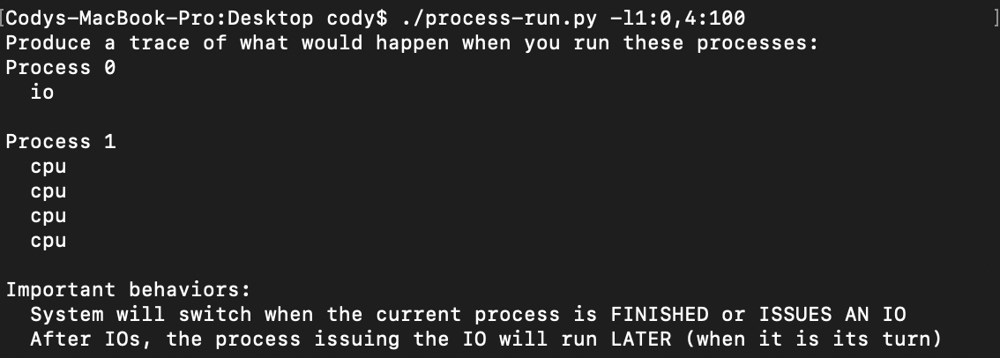 [Codys-MacBook-Pro:Desktop cody$ ./process-run.py -l1:0,4:100 ]
Produce a trace of what would happen when you run these processes:
Process 0
  io

Process 1
  cpu
  cpu
  cpu
  cpu

Important behaviors:
  System will switch when the current process is FINISHED or ISSUES AN IO
  After IOs, the process issuing the IO will run LATER (when it is its turn)